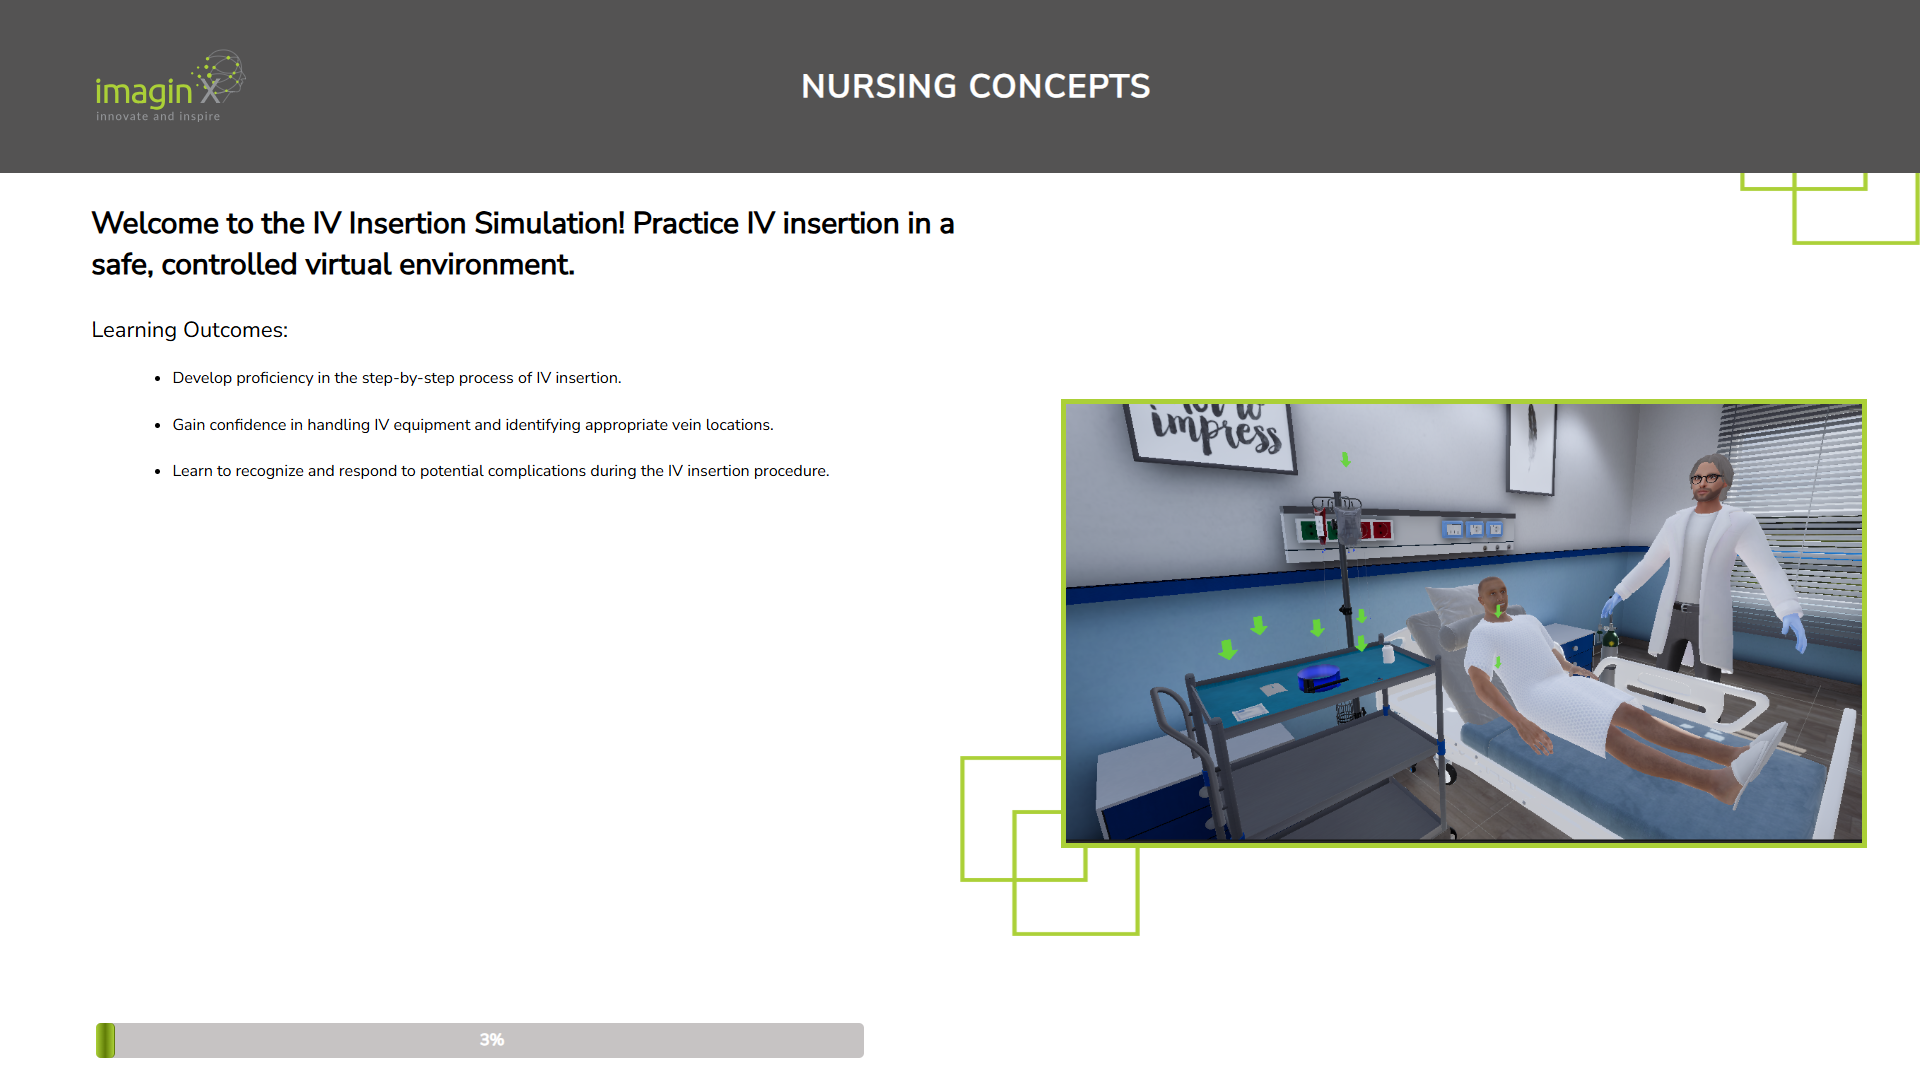 imagin X
innovate and inspire
NURSING CONCEPTS
Welcome to the IV Insertion Simulation! Practice IV insertion in a
safe, controlled virtual environment.
Learning Outcomes:
• Develop proficiency in the step-by-step process of IV insertion.
• Gain confidence in handling IV equipment and identifying appropriate vein locations.
• Learn to recognize and respond to potential complications during the IV insertion procedure.
impress
3%